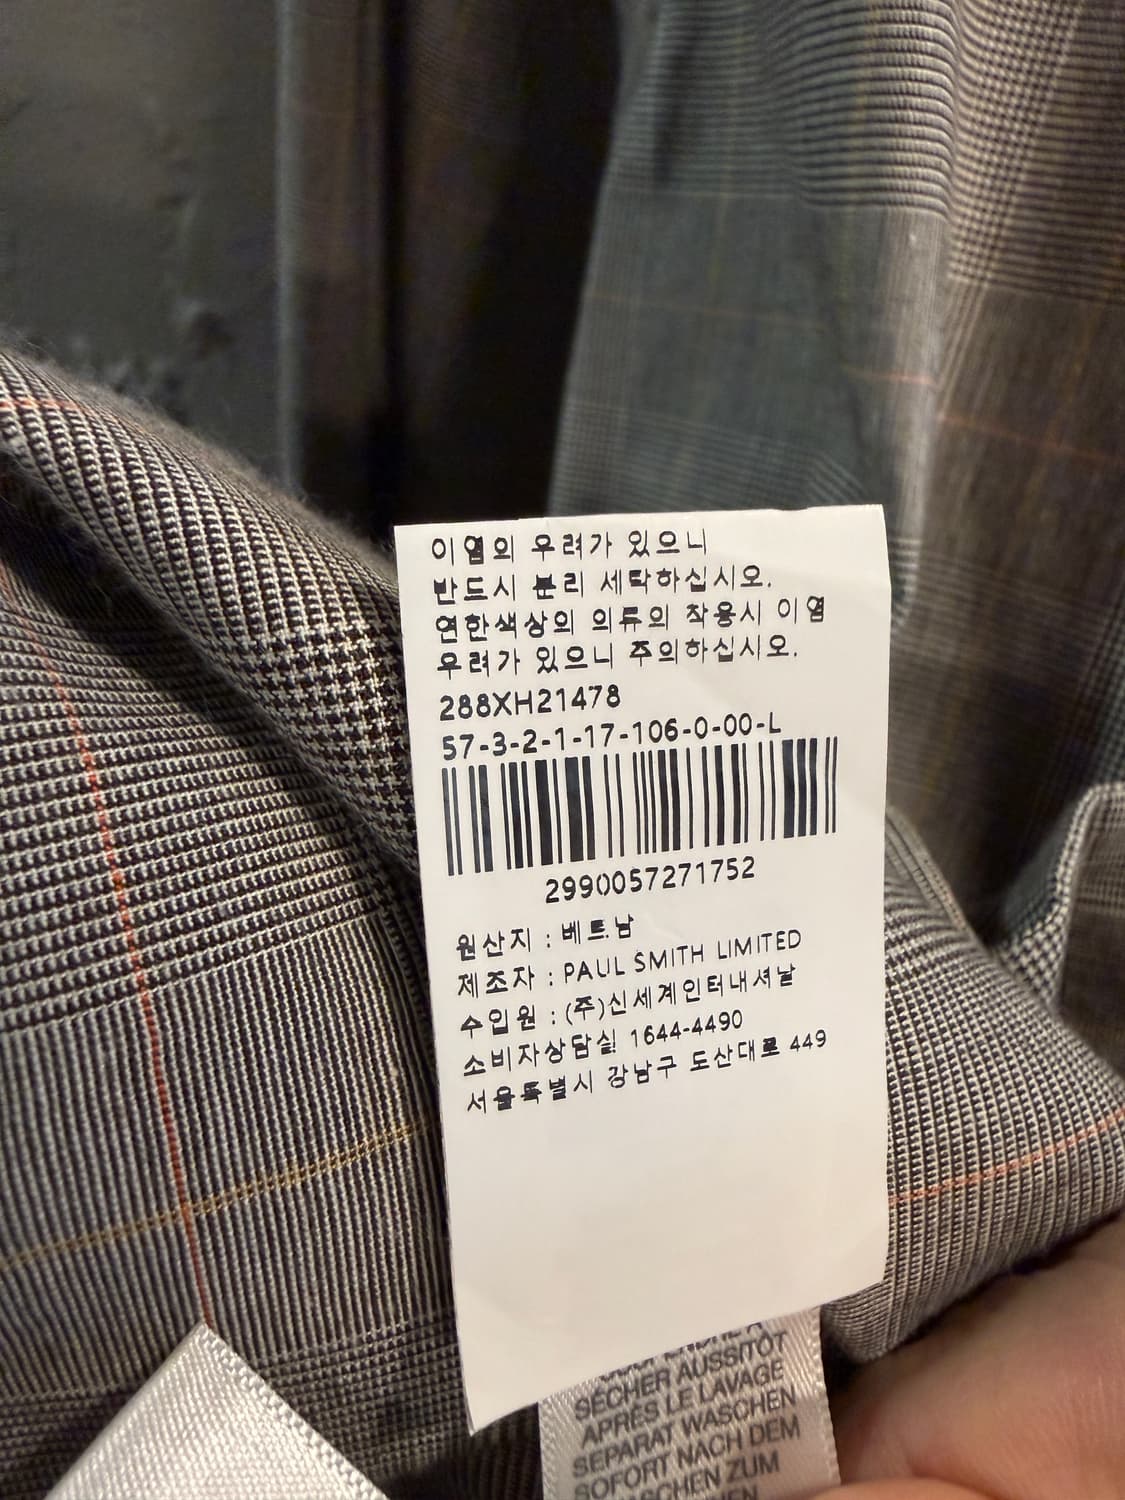 이염의 우려가 있으니
반드시 분리 세탁하십시오.
연한색상의 의류의 착용시 이염
우려가 있으니 주의하십시오.
288XH21478
57-3-2-1-17-106-0-00-L
2990057271752
원산지 : 베트남
제조자 : PAUL SMITH LIMITED
수입원 : (주)신세계인터내셔날
소비자상담실 1644-4490
서울특별시 강남구 도산대로 449
SÉCHER AUSSITÔT
APRÈS LE LAVAGE
SEPARAT WASCHEN
SOFORT NACH DEM
ZUM